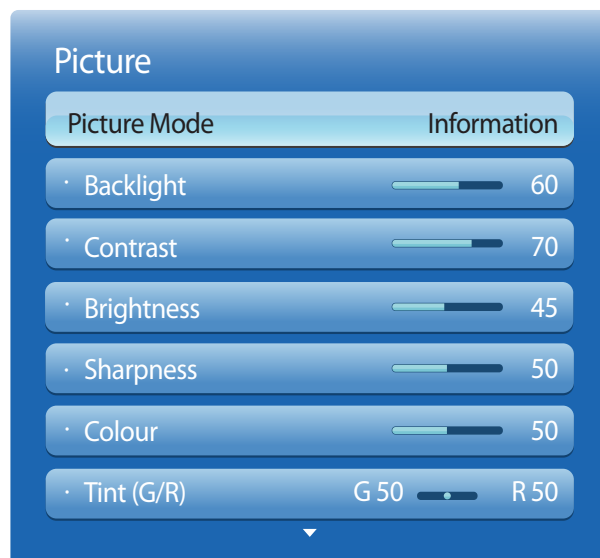 Picture
Picture Mode Information
· Backlight 60
· Contrast 70
· Brightness 45
· Sharpness 50
· Colour 50
· Tint (G/R) G 50 R 50